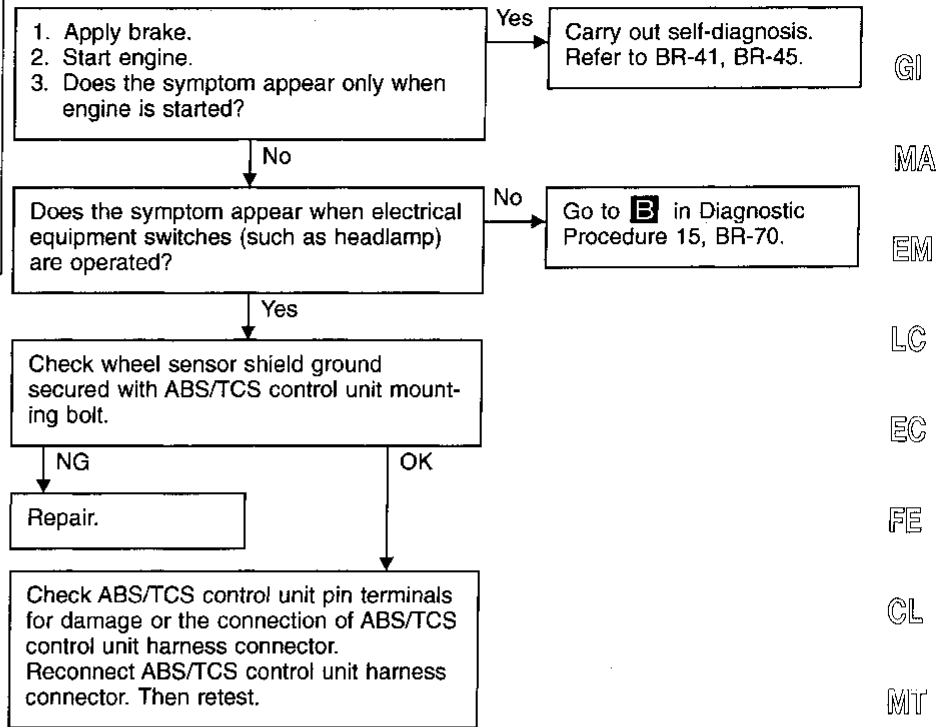 1. Apply brake.
2. Start engine.
3. Does the symptom appear only when
engine is started?
Yes
Carry out self-diagnosis.
Refer to BR-41, BR-45.
No
Does the symptom appear when electrical
equipment switches (such as headlamp)
are operated?
No
Go to B in Diagnostic
Procedure 15, BR-70.
Yes
Check wheel sensor shield ground
secured with ABS/TCS control unit mount-
ing bolt.
NG
OK
Repair.
Check ABS/TCS control unit pin terminals
for damage or the connection of ABS/TCS
control unit harness connector.
Reconnect ABS/TCS control unit harness
connector. Then retest.
GI
MA
EM
LC
EC
FE
CL
MT